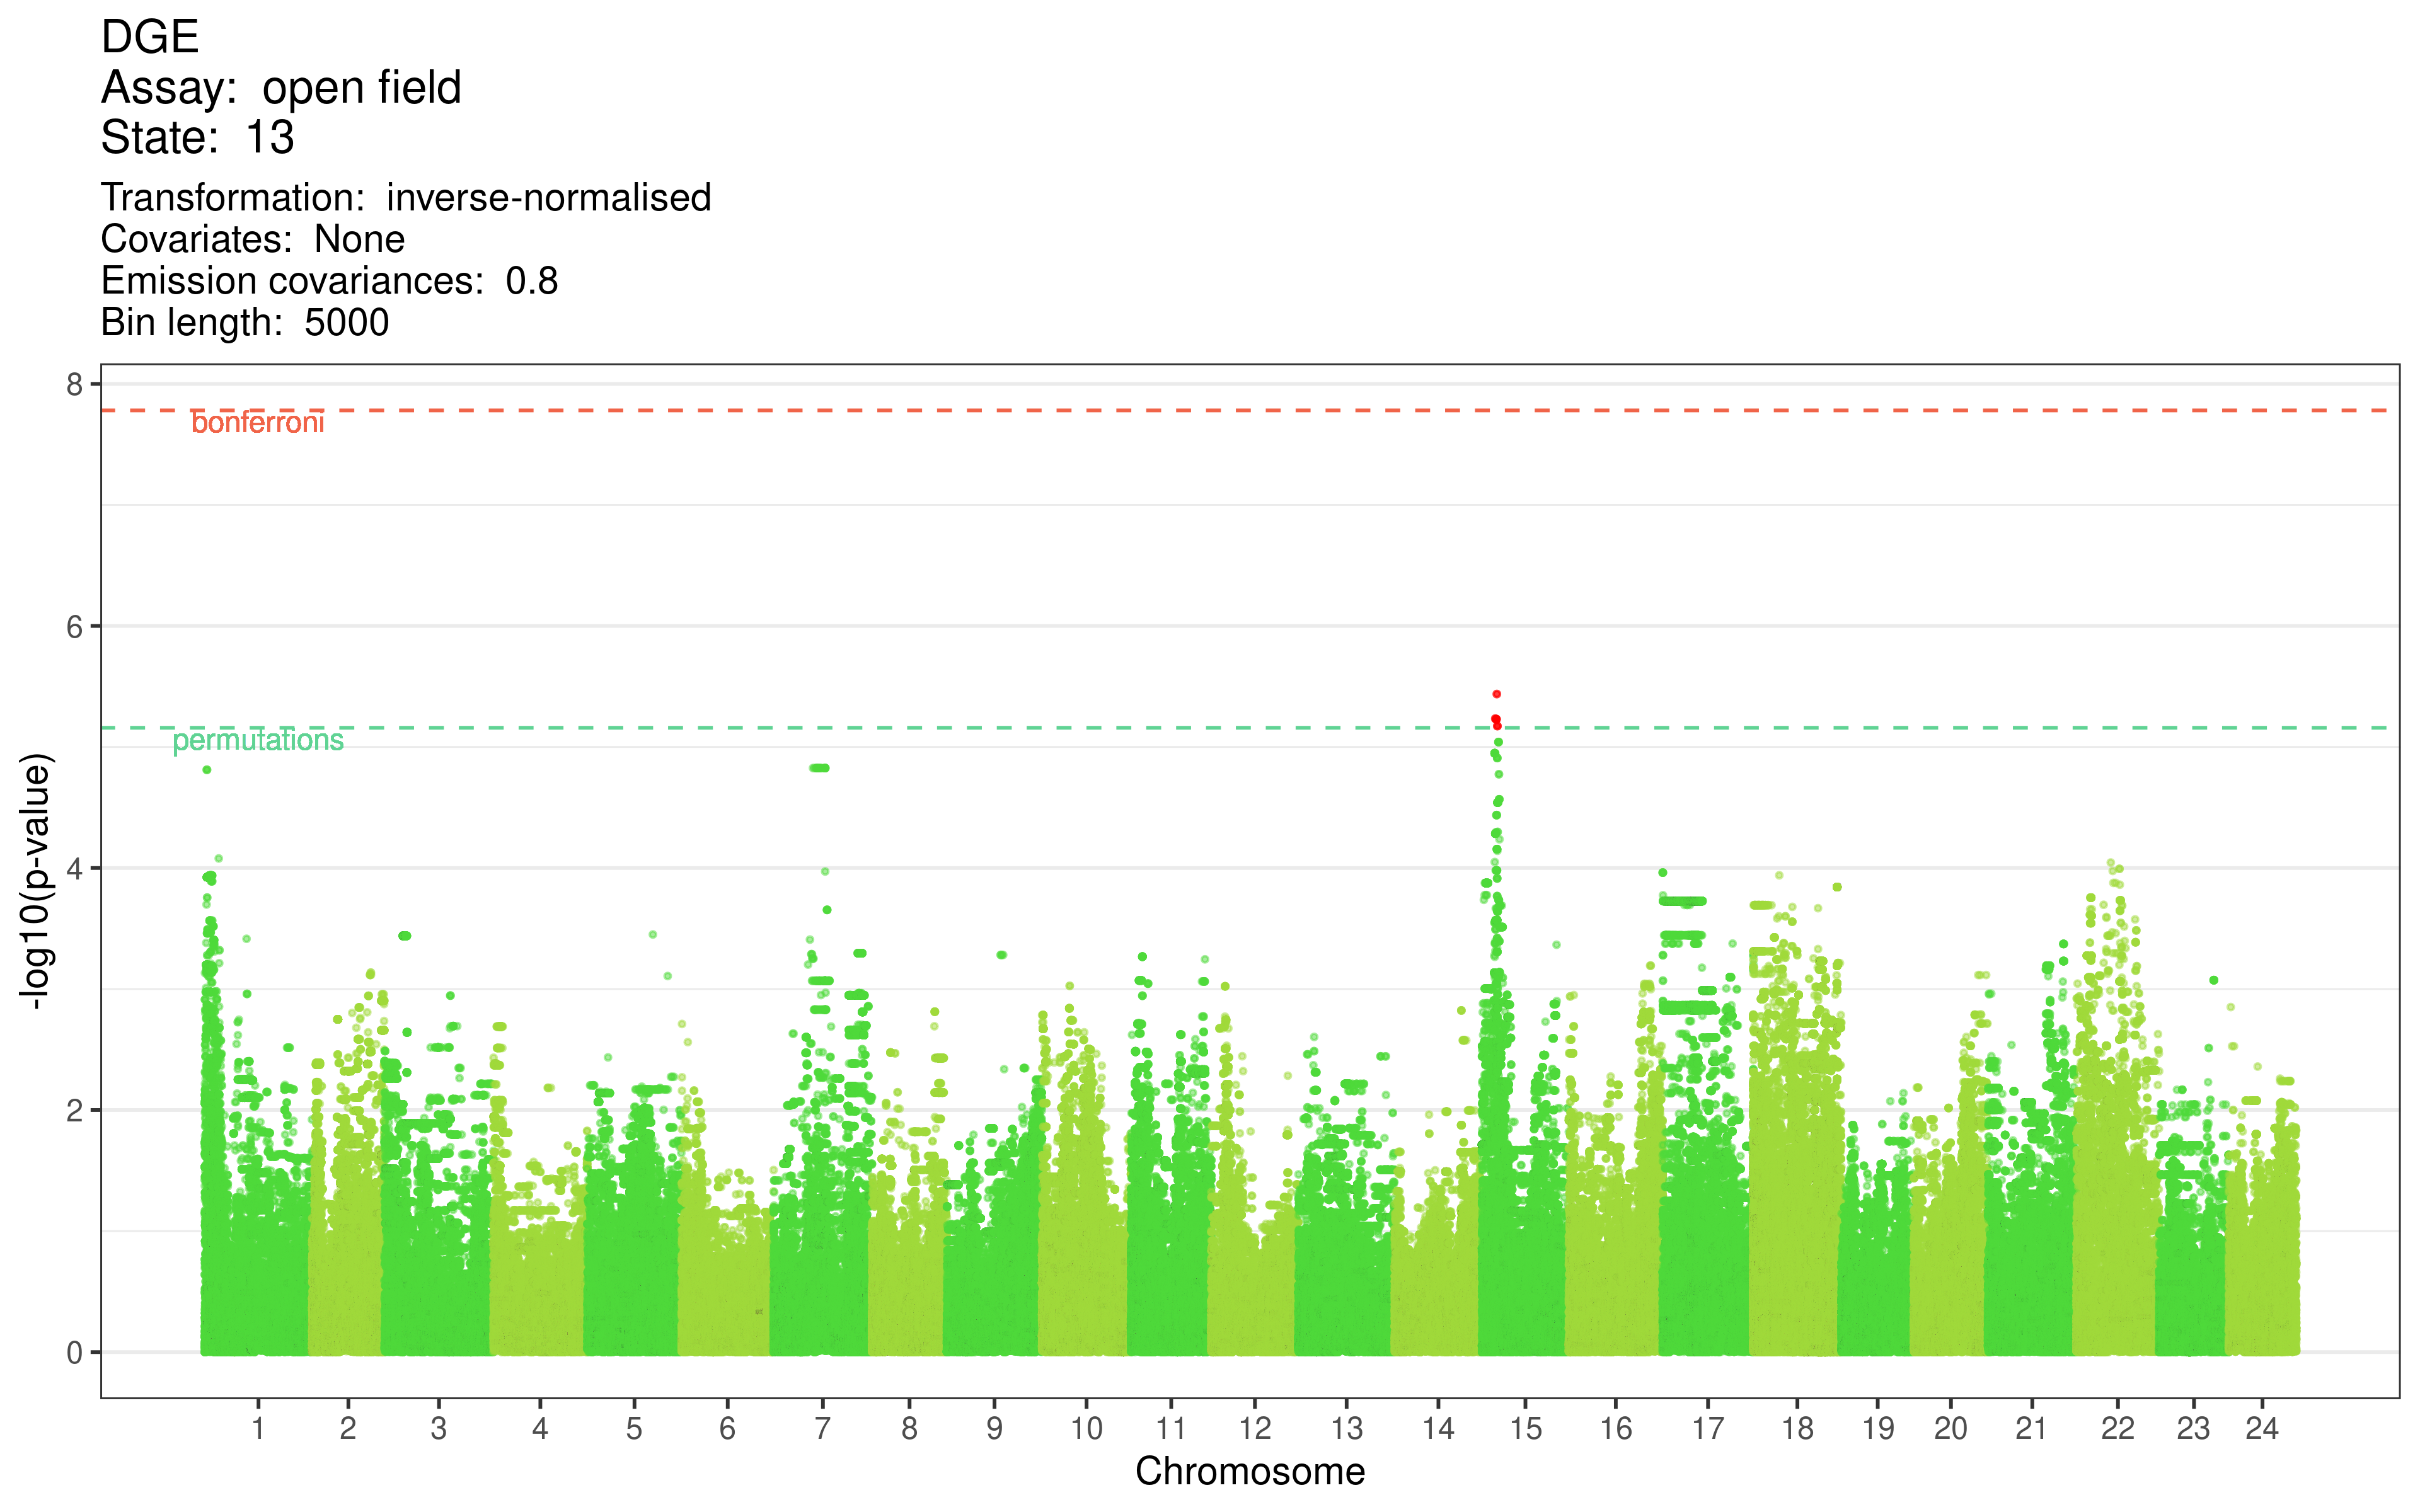 DGE
Assay: open field
State: 13
Transformation: inverse-normalised
Covariates: None
Emission covariances: 0.8
Bin length: 5000
8
bonferroni
6
permutations
4
2
0
-log10(p-value)
1 2 3 4 5 6 7 8 9 10 11 12 13 14 15 16 17 18 19 20 21 22 23 24
Chromosome